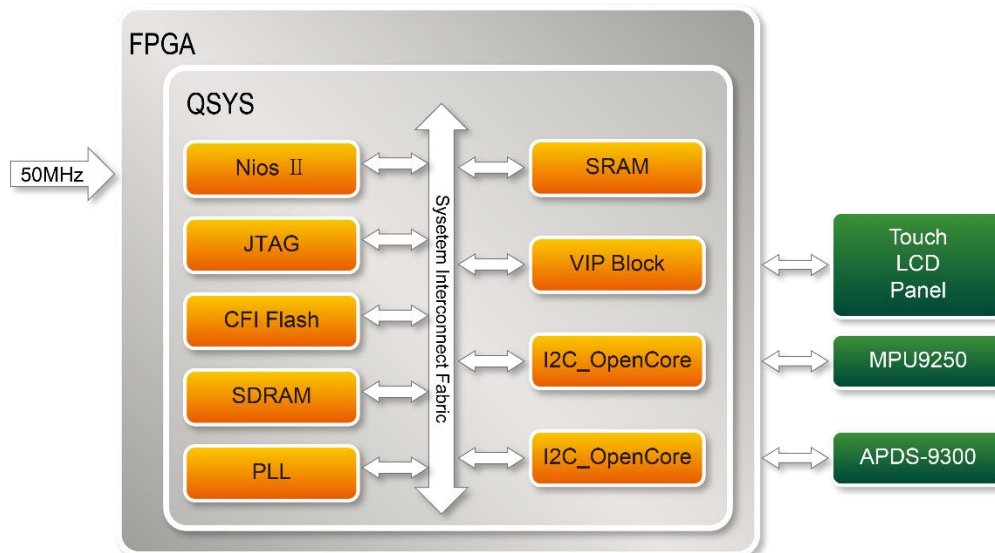 FPGA
QSYS
50MHz
Nios II
JTAG
CFI Flash
SDRAM
PLL
Sysetem Interconnect Fabric
SRAM
VIP Block
I2C_OpenCore
I2C_OpenCore
Touch
LCD
Panel
MPU9250
APDS-9300